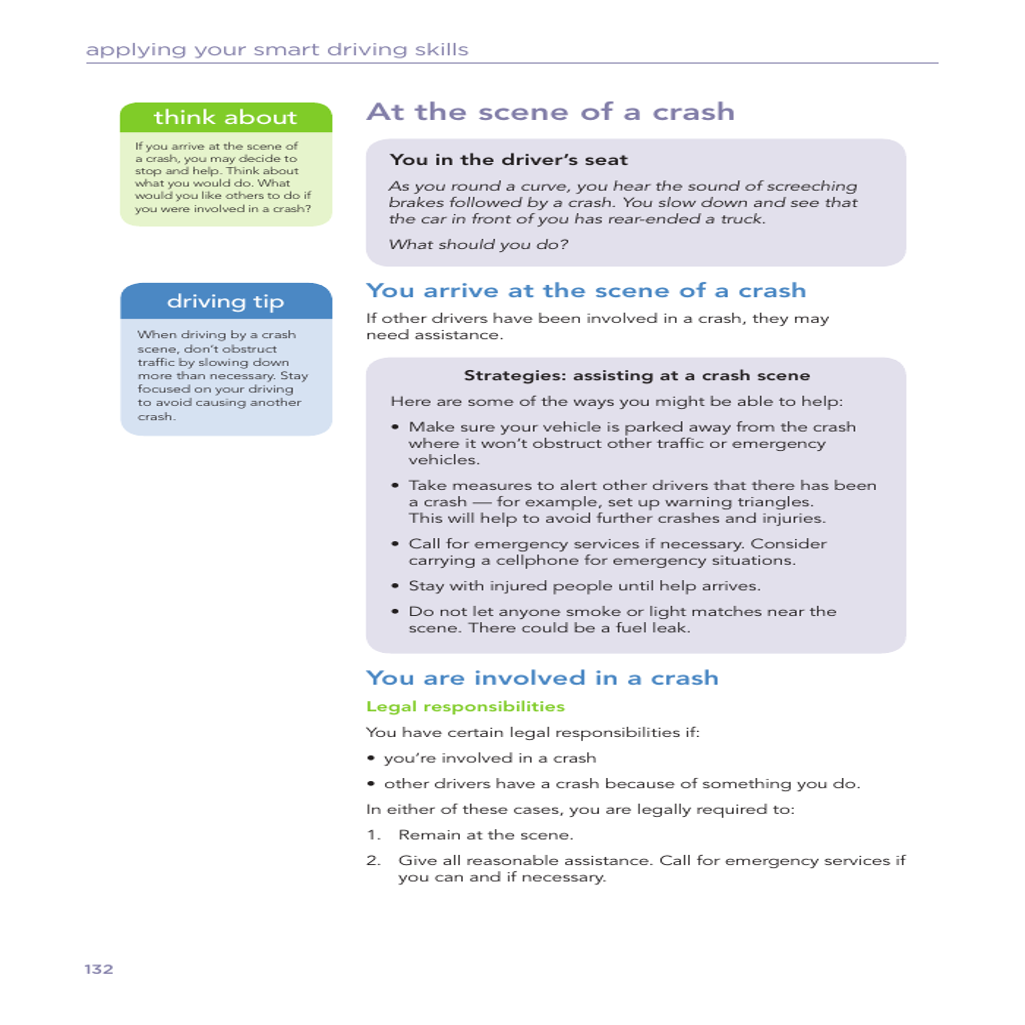 applying your smart driving skills
think about
If you arrive at the scene of
a crash, you may decide to
stop and help. Think about
what you would do. What
would you like others to do if
you were involved in a crash?
driving tip
When driving by a crash
scene, don’t obstruct
traffic by slowing down
more than necessary. Stay
focused on your driving
to avoid causing another
crash.
At the scene of a crash
You in the driver’s seat
As you round a curve, you hear the sound of screeching
brakes followed by a crash. You slow down and see that
the car in front of you has rear-ended a truck.
What should you do?
You arrive at the scene of a crash
If other drivers have been involved in a crash, they may
need assistance.
Strategies: assisting at a crash scene
Here are some of the ways you might be able to help:
• Make sure your vehicle is parked away from the crash
where it won’t obstruct other traffic or emergency
vehicles.
• Take measures to alert other drivers that there has been
a crash — for example, set up warning triangles.
This will help to avoid further crashes and injuries.
• Call for emergency services if necessary. Consider
carrying a cellphone for emergency situations.
• Stay with injured people until help arrives.
• Do not let anyone smoke or light matches near the
scene. There could be a fuel leak.
You are involved in a crash
Legal responsibilities
You have certain legal responsibilities if:
• you’re involved in a crash
• other drivers have a crash because of something you do.
In either of these cases, you are legally required to:
1. Remain at the scene.
2. Give all reasonable assistance. Call for emergency services if
you can and if necessary.
132